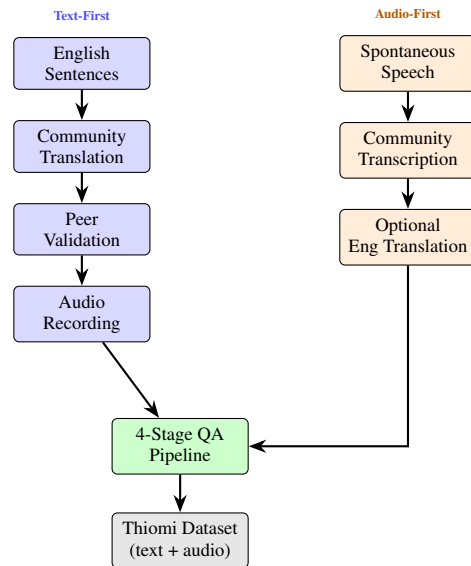 Text-First
English
Sentences
Community
Translation
Peer
Validation
Audio
Recording
Audio-First
Spontaneous
Speech
Community
Transcription
Optional
Eng Translation
4-Stage QA
Pipeline
Thiomi Dataset
(text + audio)